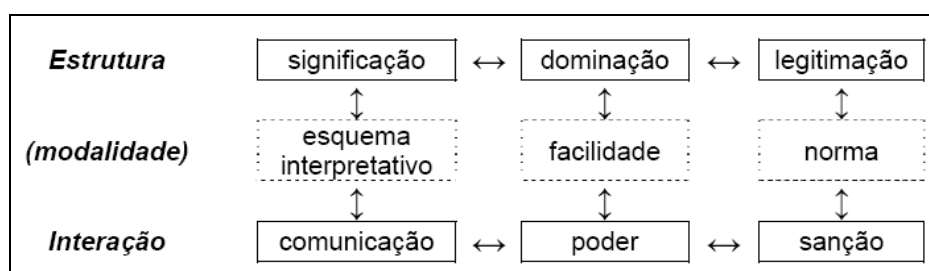 Estrutura significação ↔ dominação ↔ legitimação
(modalidade) esquema interpretativo facilidade norma
Interação comunicação ↔ poder ↔ sanção